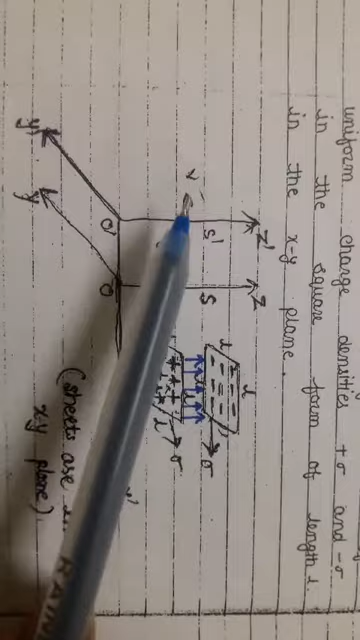 uniform charge densities +σ and -σ
in the square form of length l
in the x-y plane.
z'
z
s'
s
o'
o
y'
y
l
l
σ
σ
l
(sheets are
xy plane)